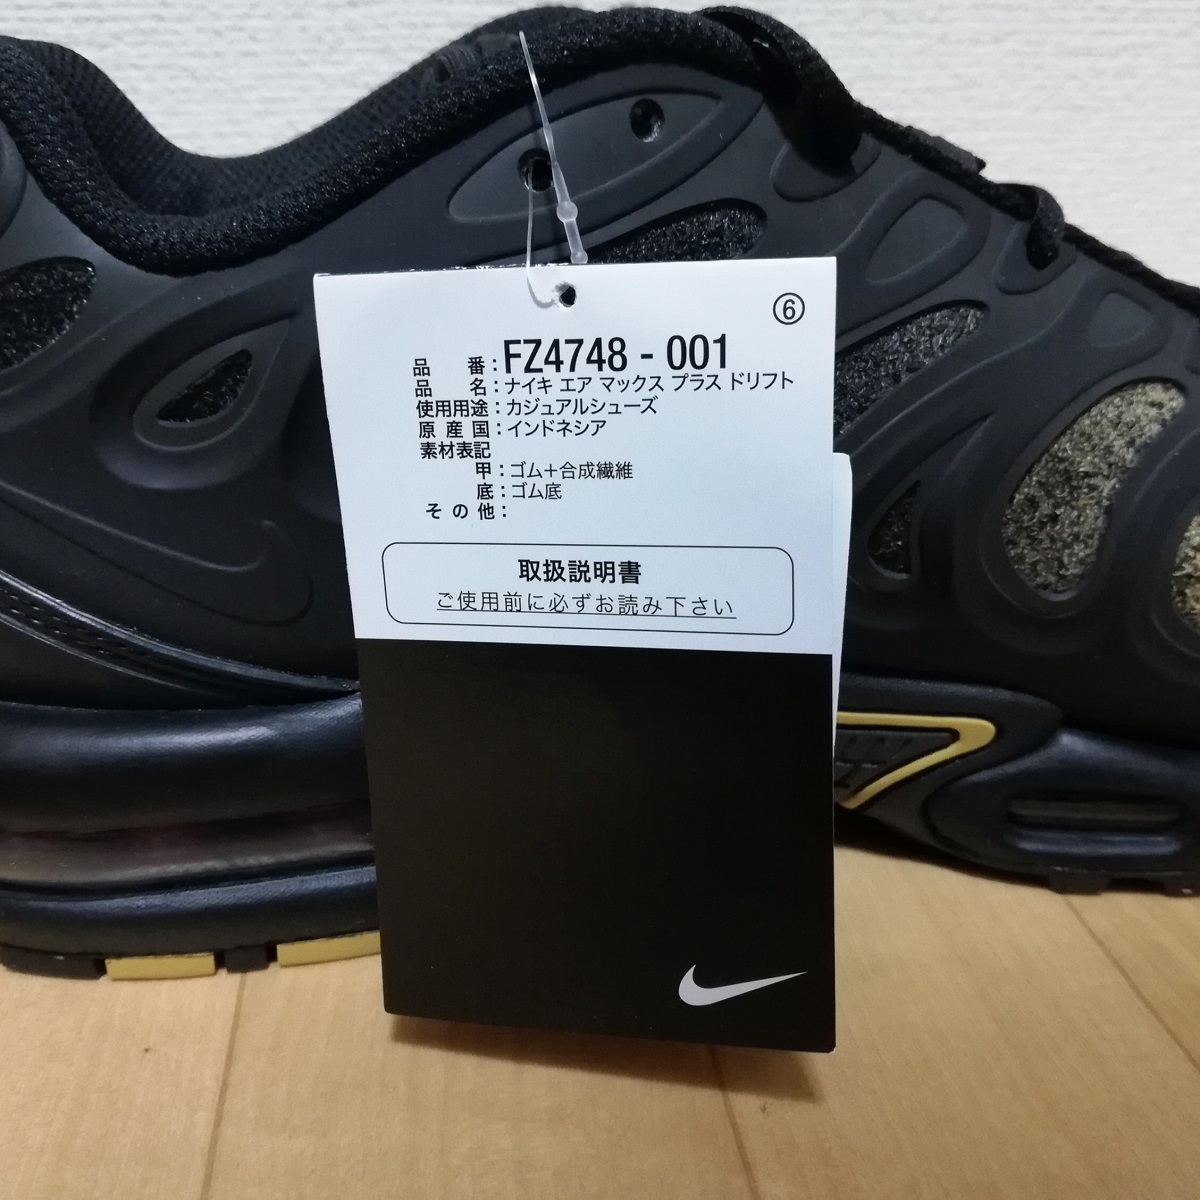 ⑥
品番：FZ4748 - 001
品名：ナイキ エア マックス プラス ドリフト
使用用途：カジュアルシューズ
原産国：インドネシア
素材表記
甲：ゴム＋合成繊維
底：ゴム底
その他：
取扱説明書
ご使用前に必ずお読み下さい